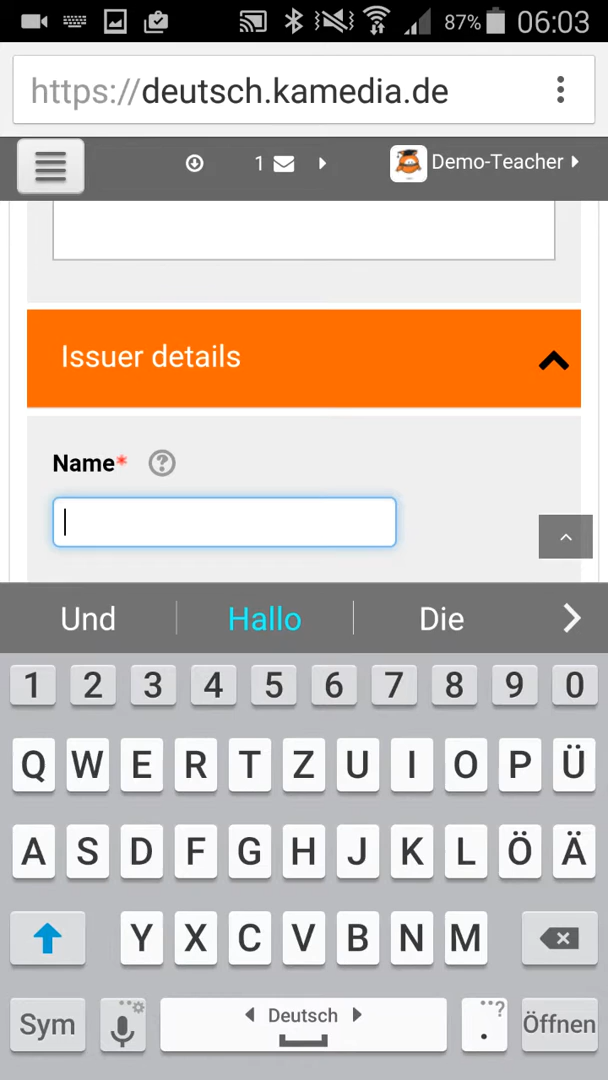 87% 06:03
https://deutsch.kamedia.de
1 Demo-Teacher
Issuer details
Name* ?
Und Hallo Die
1 2 3 4 5 6 7 8 9 0
Q W E R T Z U I O P Ü
A S D F G H J K L Ö Ä
Y X C V B N M
Sym Deutsch . ? Öffnen